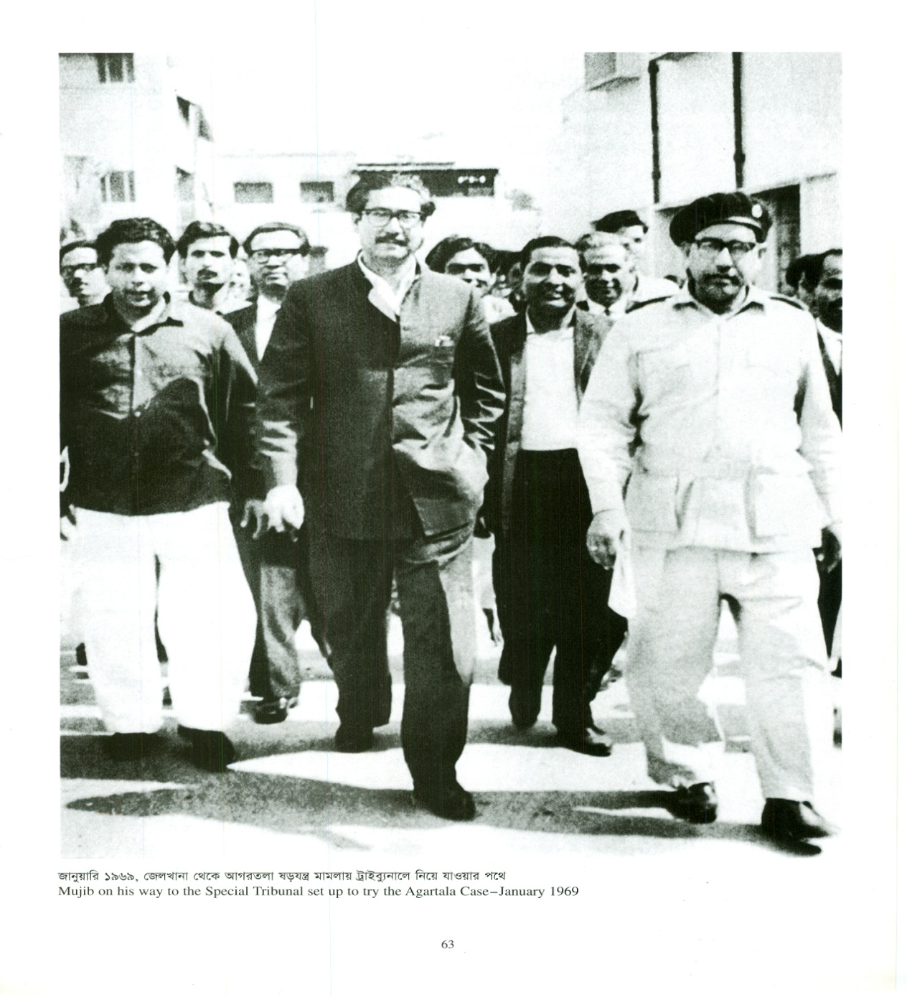 জানুয়ারি ১৯৬৯, জেলখানা থেকে আগরতলা ষড়যন্ত্র মামলায় ট্রাইব্যুনালে নিয়ে যাওয়ার পথে
Mujib on his way to the Special Tribunal set up to try the Agartala Case–January 1969
63